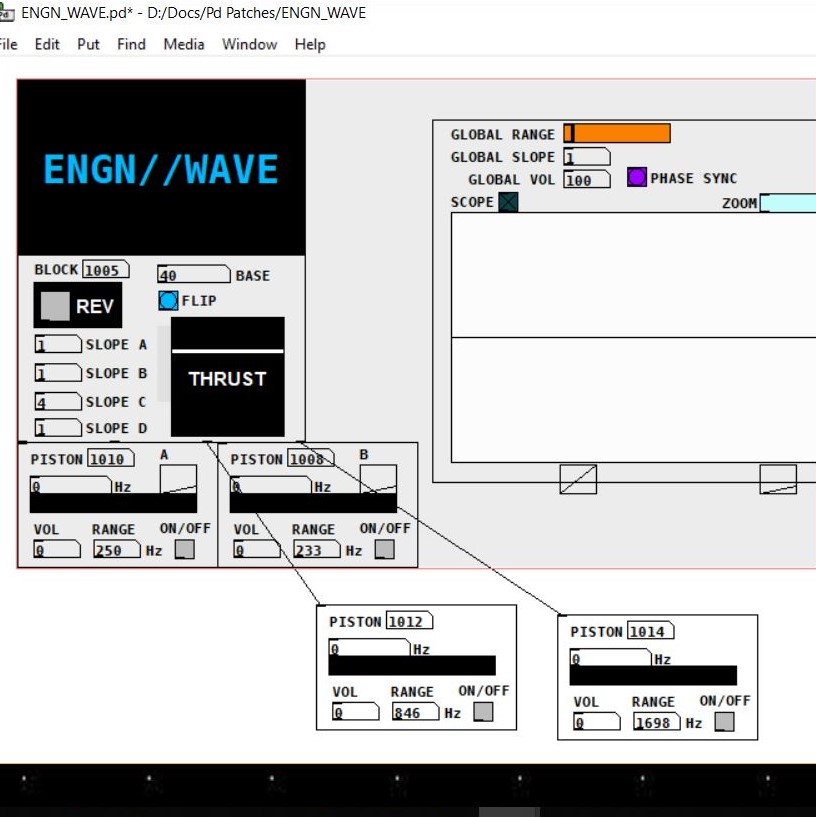 ENGN_WAVE.pd* - D:/Docs/Pd Patches/ENGN_WAVE
File Edit Put Find Media Window Help
ENGN//WAVE
GLOBAL RANGE
GLOBAL SLOPE 1
GLOBAL VOL 100 PHASE SYNC
SCOPE ZOOM
BLOCK 1005 40 BASE
REV FLIP
1 SLOPE A
1 SLOPE B
THRUST
4 SLOPE C
1 SLOPE D
PISTON 1010 A
0 Hz
VOL RANGE ON/OFF
0 250 Hz
PISTON 1008 B
0 Hz
VOL RANGE ON/OFF
0 233 Hz
PISTON 1012
0 Hz
VOL RANGE ON/OFF
0 846 Hz
PISTON 1014
0 Hz
VOL RANGE ON/OFF
0 1698 Hz